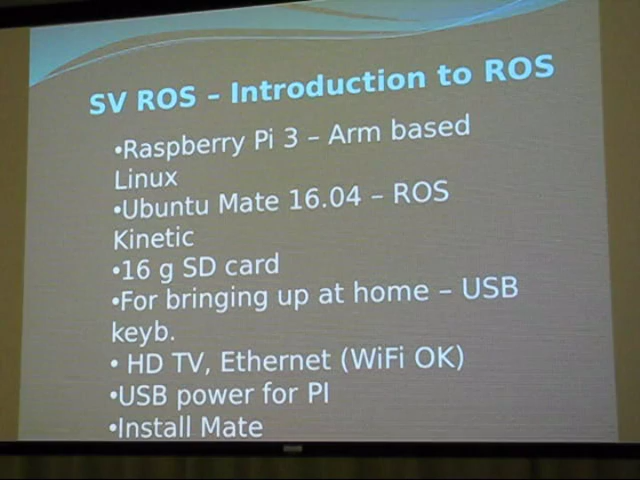 SV ROS – Introduction to ROS
•Raspberry Pi 3 – Arm based
Linux
•Ubuntu Mate 16.04 – ROS
Kinetic
•16 g SD card
•For bringing up at home – USB
keyb.
• HD TV, Ethernet (WiFi OK)
•USB power for PI
•Install Mate